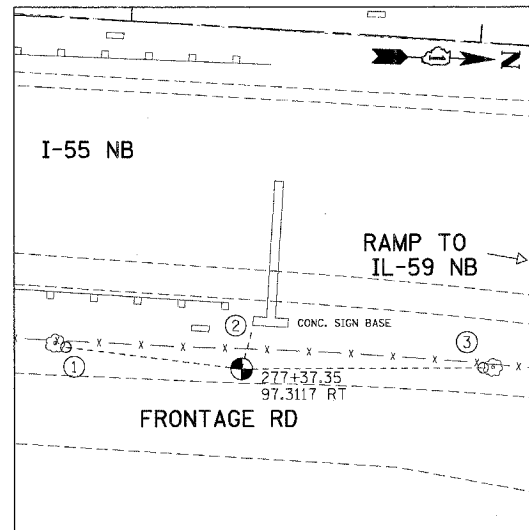 N
I-55 NB
RAMP TO
IL-59 NB
2
CONC. SIGN BASE
3
1
277+37.35
97.3117 RT
FRONTAGE RD